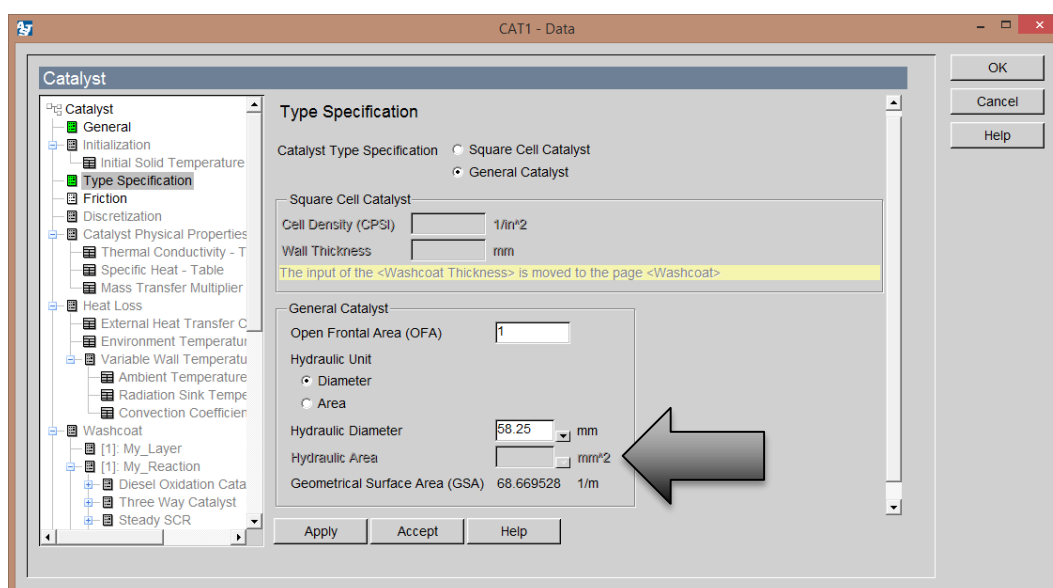 CAT1 - Data
OK
Cancel
Help
Catalyst
Catalyst
General
Initialization
Initial Solid Temperature
Type Specification
Friction
Discretization
Catalyst Physical Properties
Thermal Conductivity - T
Specific Heat - Table
Mass Transfer Multiplier
Heat Loss
External Heat Transfer C
Environment Temperatur
Variable Wall Temperatu
Ambient Temperature
Radiation Sink Tempe
Convection Coefficien
Washcoat
[1]: My_Layer
[1]: My_Reaction
Diesel Oxidation Cata
Three Way Catalyst
Steady SCR
Type Specification
Catalyst Type Specification Square Cell Catalyst
General Catalyst
Square Cell Catalyst
Cell Density (CPSI) 1/in^2
Wall Thickness mm
The input of the <Washcoat Thickness> is moved to the page <Washcoat>
General Catalyst
Open Frontal Area (OFA) 1
Hydraulic Unit
Diameter
Area
Hydraulic Diameter 58.25 mm
Hydraulic Area mm^2
Geometrical Surface Area (GSA) 68.669528 1/m
Apply Accept Help